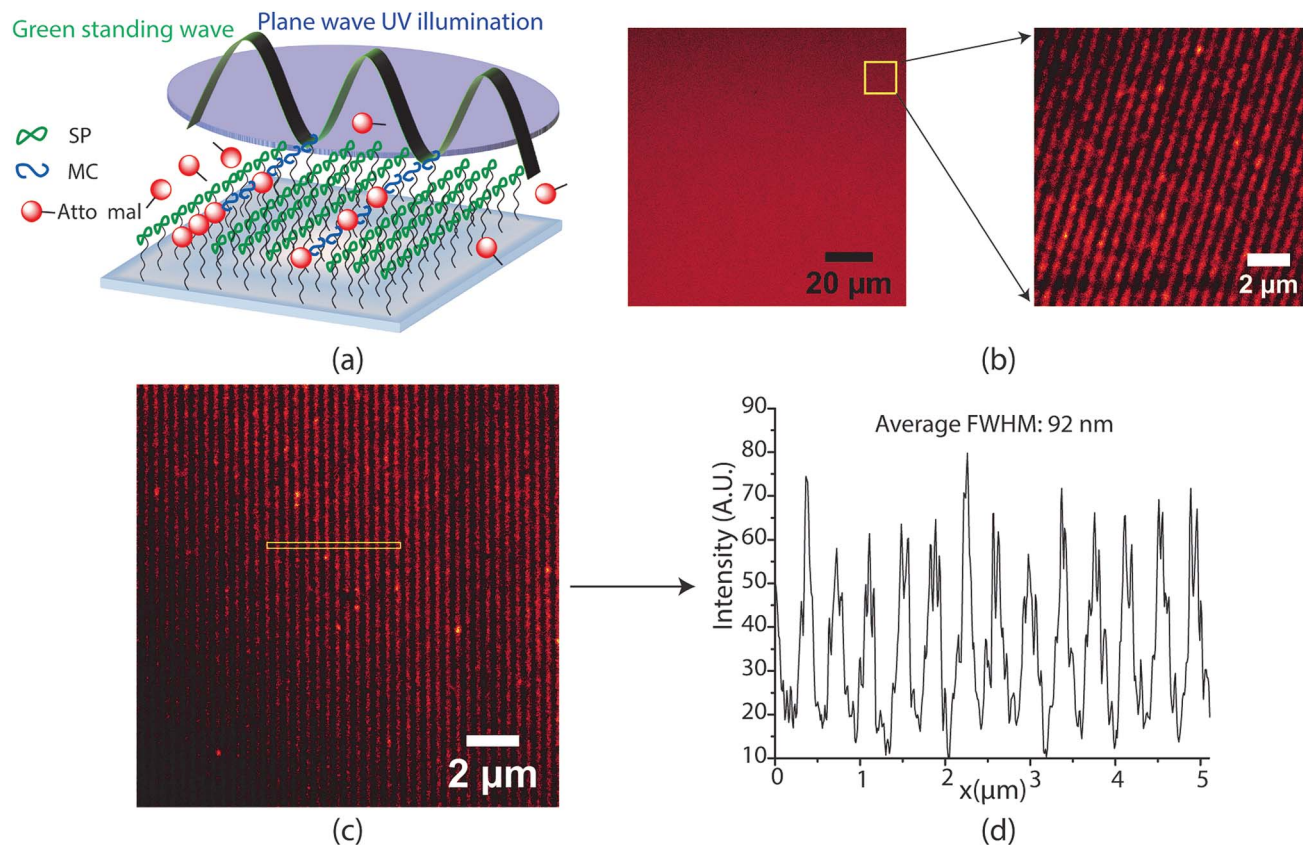 Green standing wave
Plane wave UV illumination
SP
MC
Atto mal
(a)
20 µm
2 µm
(b)
2 µm
(c)
Average FWHM: 92 nm
Intensity (A.U.)
90
80
70
60
50
40
30
20
10
0 1 2 3 4 5
x(µm)
(d)